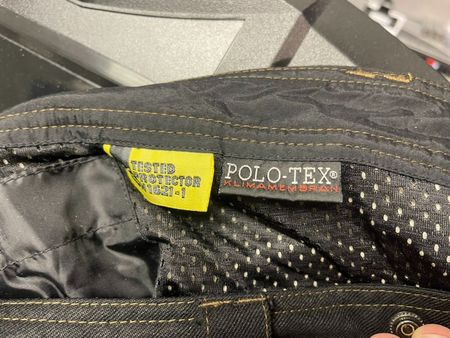 TESTED
PROTECTOR
1621-1
POLO-TEX®
KLIMAMEMBRAN